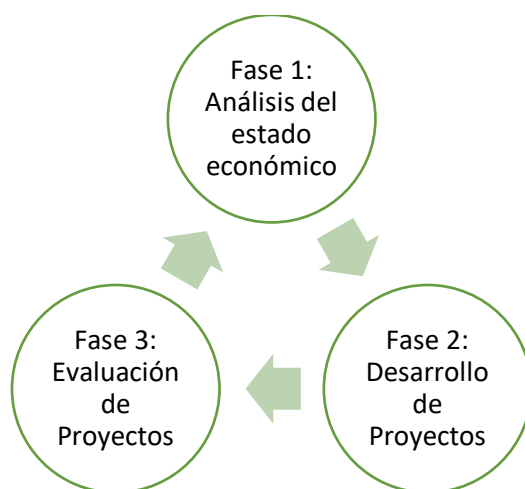 Fase 1:
Análisis del
estado
económico
Fase 3:
Evaluación
de
Proyectos
Fase 2:
Desarrollo
de
Proyectos